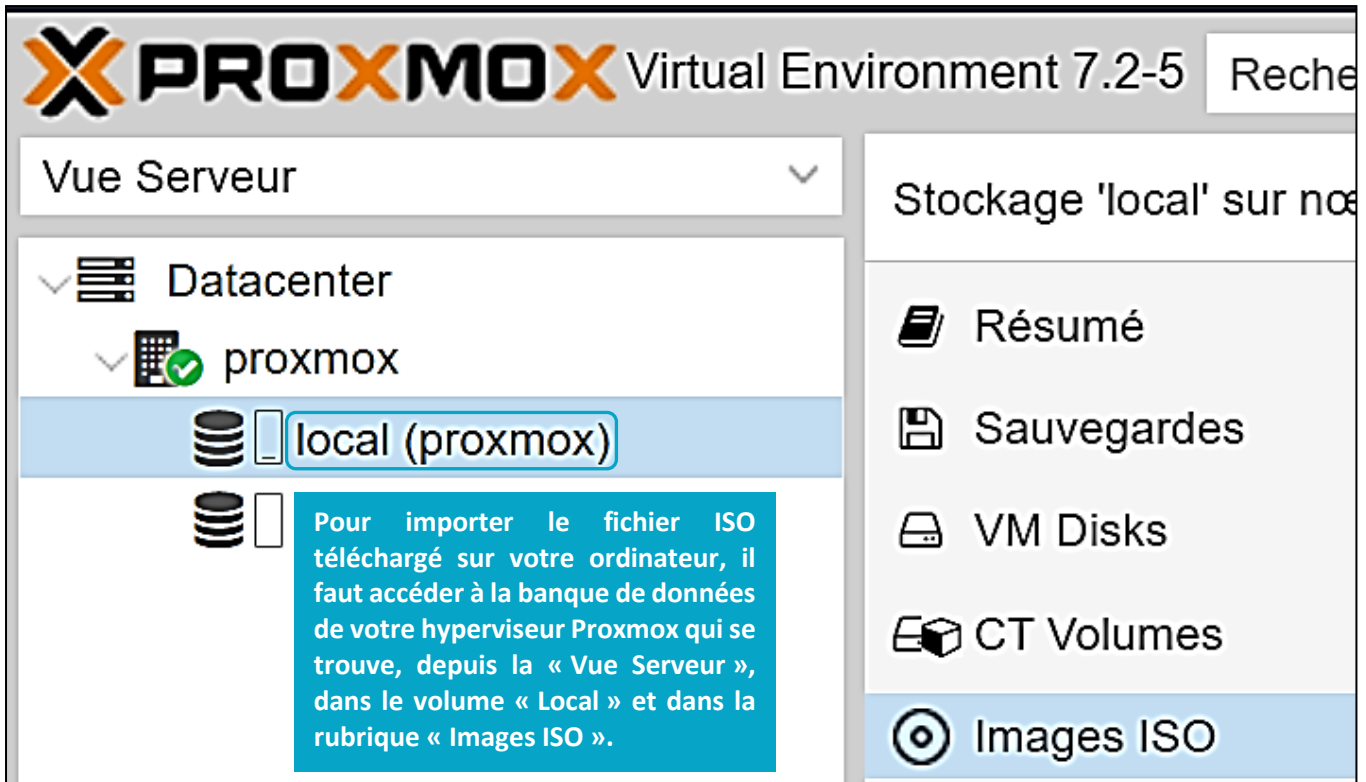 PROXMOX Virtual Environment 7.2-5 Reche
Vue Serveur
Datacenter
proxmox
local (proxmox)
Pour importer le fichier ISO
téléchargé sur votre ordinateur, il
faut accéder à la banque de données
de votre hyperviseur Proxmox qui se
trouve, depuis la « Vue Serveur »,
dans le volume « Local » et dans la
rubrique « Images ISO ».
Stockage 'local' sur nœ
Résumé
Sauvegardes
VM Disks
CT Volumes
Images ISO